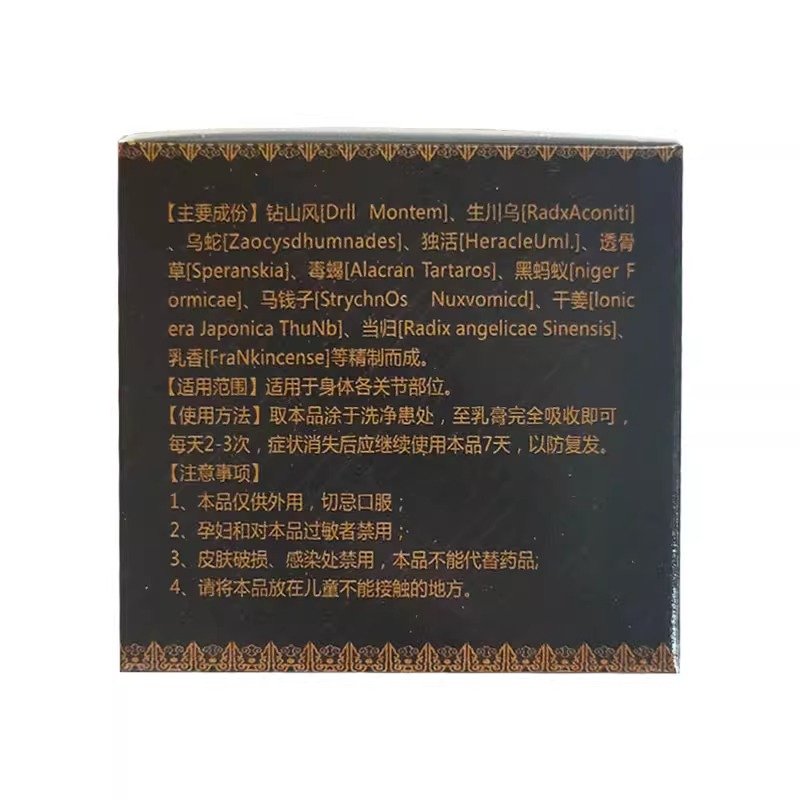 【主要成份】钻山风[Drll Montem]、生川乌[RadxAconiti]
、乌蛇[Zaocysdhumnades]、独活[HeracleUml.]、透骨
草[Speranskia]、毒蝎[Alacran Tartaros]、黑蚂蚁[niger F
ormicae]、马钱子[StrychnOs Nuxvomicd]、干姜[Ionic
era Japonica ThuNb]、当归[Radix angelicae Sinensis]、
乳香[FraNkincense]等精制而成。
【适用范围】适用于身体各关节部位。
【使用方法】取本品涂于洗净患处，至乳膏完全吸收即可，
每天2-3次，症状消失后应继续使用本品7天，以防复发。
【注意事项】
1、本品仅供外用，切忌口服；
2、孕妇和对本品过敏者禁用；
3、皮肤破损、感染处禁用，本品不能代替药品;
4、请将本品放在儿童不能接触的地方。